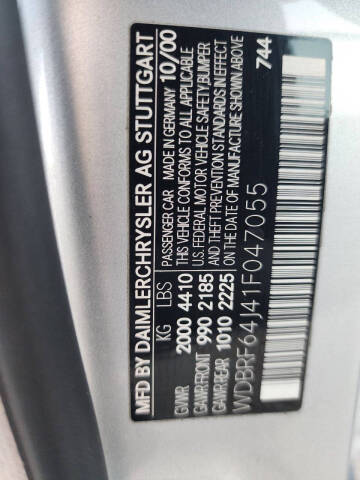 MFD BY DAIMLERCHRYSLER AG STUTTGART
PASSENGER CAR MADE IN GERMANY 10/00
KG LBS THIS VEHICLE CONFORMS TO ALL APPLICABLE
GVWR 2000 4410 U.S. FEDERAL MOTOR VEHICLE SAFETY BUMPER
GAWR FRONT 990 2185 AND THEFT PREVENTION STANDARDS IN EFFECT
GAWR REAR 1010 2225 ON THE DATE OF MANUFACTURE SHOWN ABOVE
WDBRF64J41F047055 744